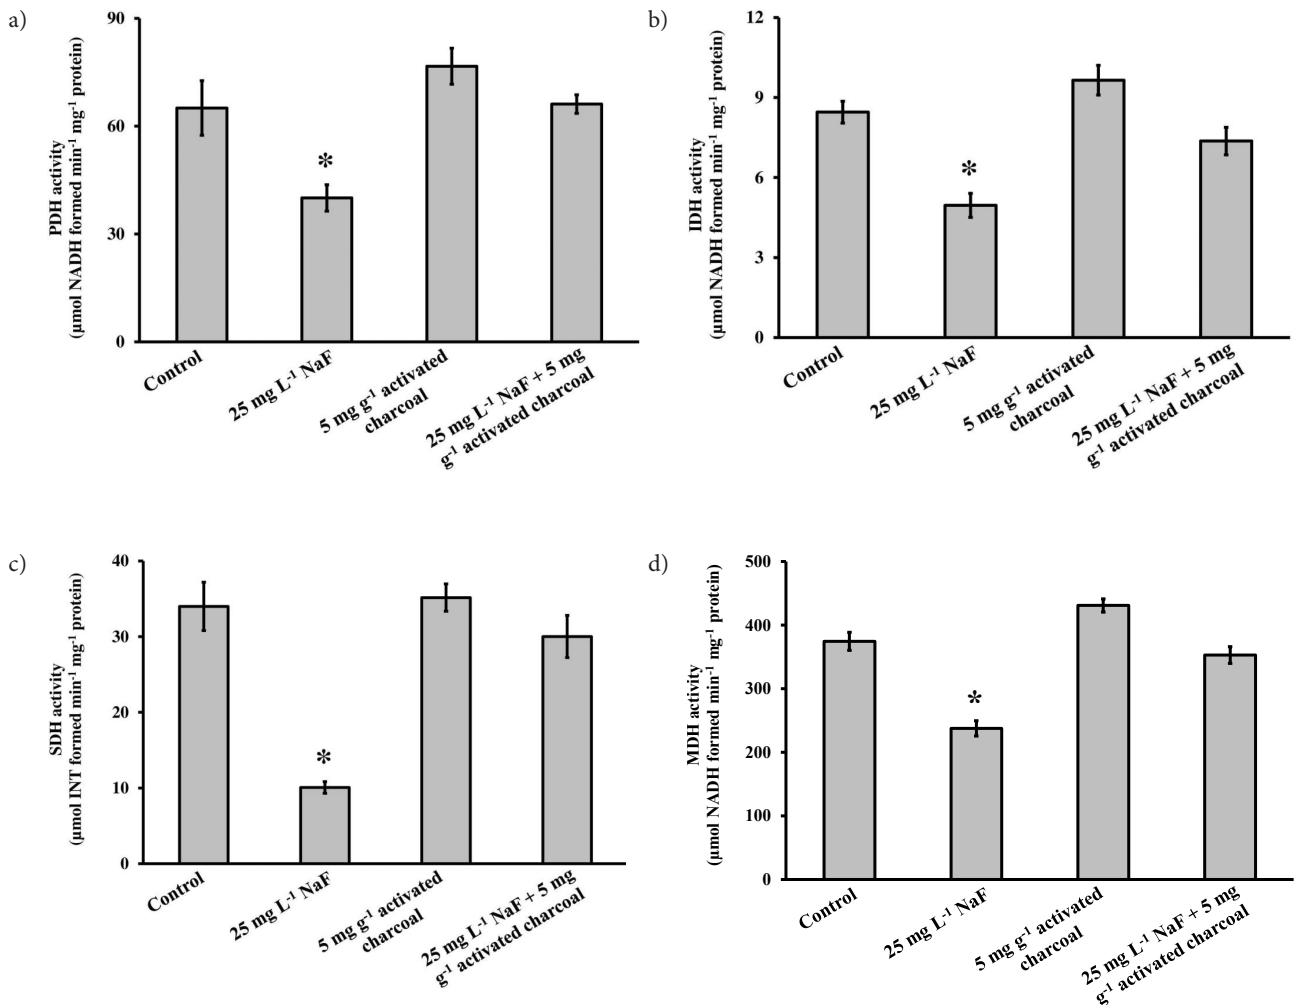 a)
PDH activity
(μmol NADH formed min⁻¹ mg⁻¹ protein)
90
60
30
0
*
Control
25 mg L⁻¹ NaF
5 mg g⁻¹ activated
charcoal
25 mg L⁻¹ NaF + 5 mg
g⁻¹ activated charcoal
b)
IDH activity
(μmol NADH formed min⁻¹ mg⁻¹ protein)
12
9
6
3
0
*
Control
25 mg L⁻¹ NaF
5 mg g⁻¹ activated
charcoal
25 mg L⁻¹ NaF + 5 mg
g⁻¹ activated charcoal
c)
SDH activity
(μmol INT formed min⁻¹ mg⁻¹ protein)
40
30
20
10
0
*
Control
25 mg L⁻¹ NaF
5 mg g⁻¹ activated
charcoal
25 mg L⁻¹ NaF + 5 mg
g⁻¹ activated charcoal
d)
MDH activity
(μmol NADH formed min⁻¹ mg⁻¹ protein)
500
400
300
200
100
0
*
Control
25 mg L⁻¹ NaF
5 mg g⁻¹ activated
charcoal
25 mg L⁻¹ NaF + 5 mg
g⁻¹ activated charcoal